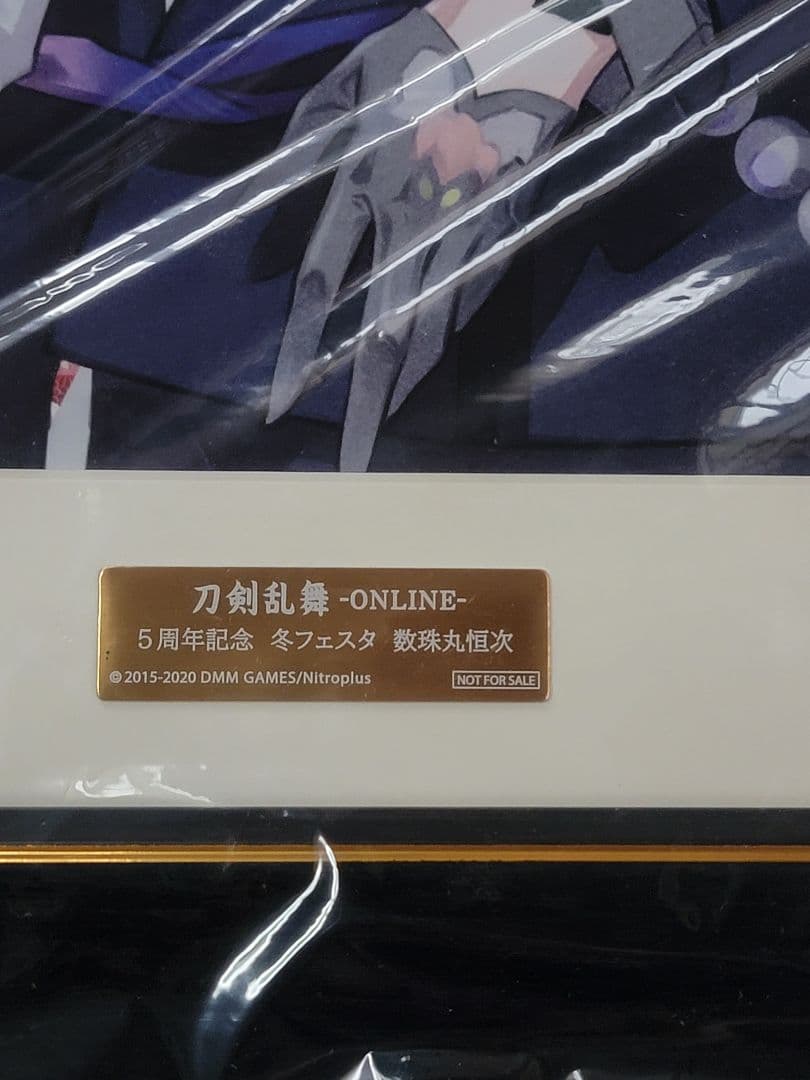 刀剣乱舞 -ONLINE-
5周年記念 冬フェスタ 数珠丸恒次
© 2015-2020 DMM GAMES/Nitroplus
NOT FOR SALE